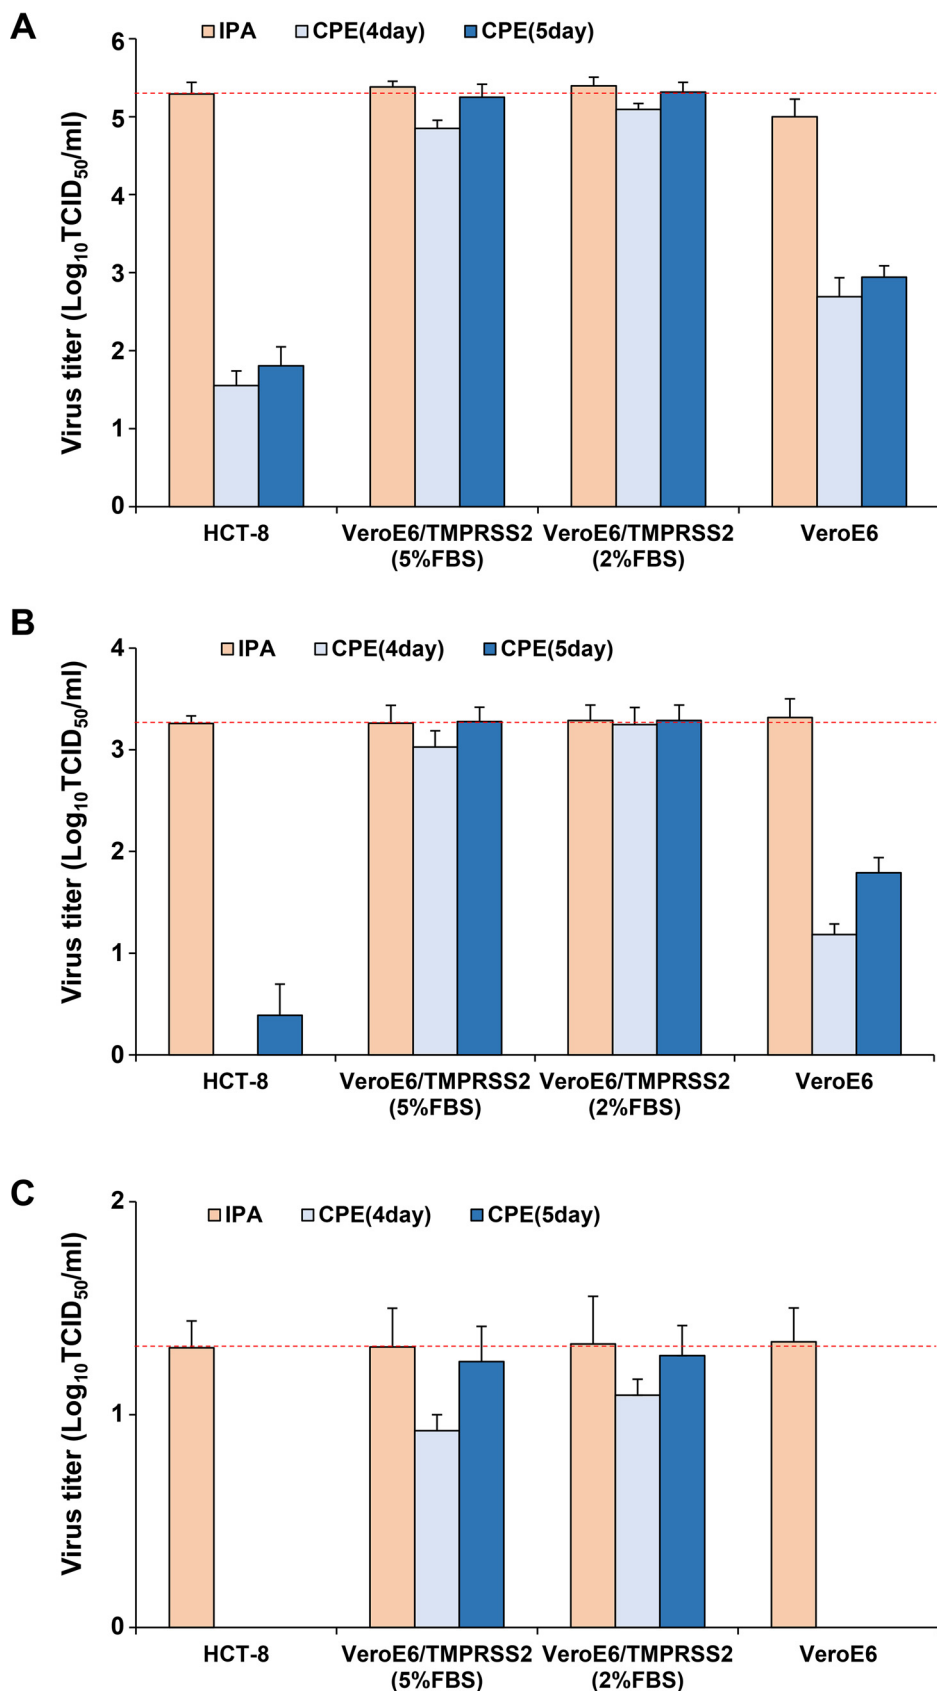 A
IPA CPE(4day) CPE(5day)
Virus titer (Log10TCID50/ml)
6
5
4
3
2
1
0
HCT-8 VeroE6/TMPRSS2 VeroE6/TMPRSS2 VeroE6
(5%FBS) (2%FBS)
B
IPA CPE(4day) CPE(5day)
Virus titer (Log10TCID50/ml)
4
3
2
1
0
HCT-8 VeroE6/TMPRSS2 VeroE6/TMPRSS2 VeroE6
(5%FBS) (2%FBS)
C
IPA CPE(4day) CPE(5day)
Virus titer (Log10TCID50/ml)
2
1
0
HCT-8 VeroE6/TMPRSS2 VeroE6/TMPRSS2 VeroE6
(5%FBS) (2%FBS)